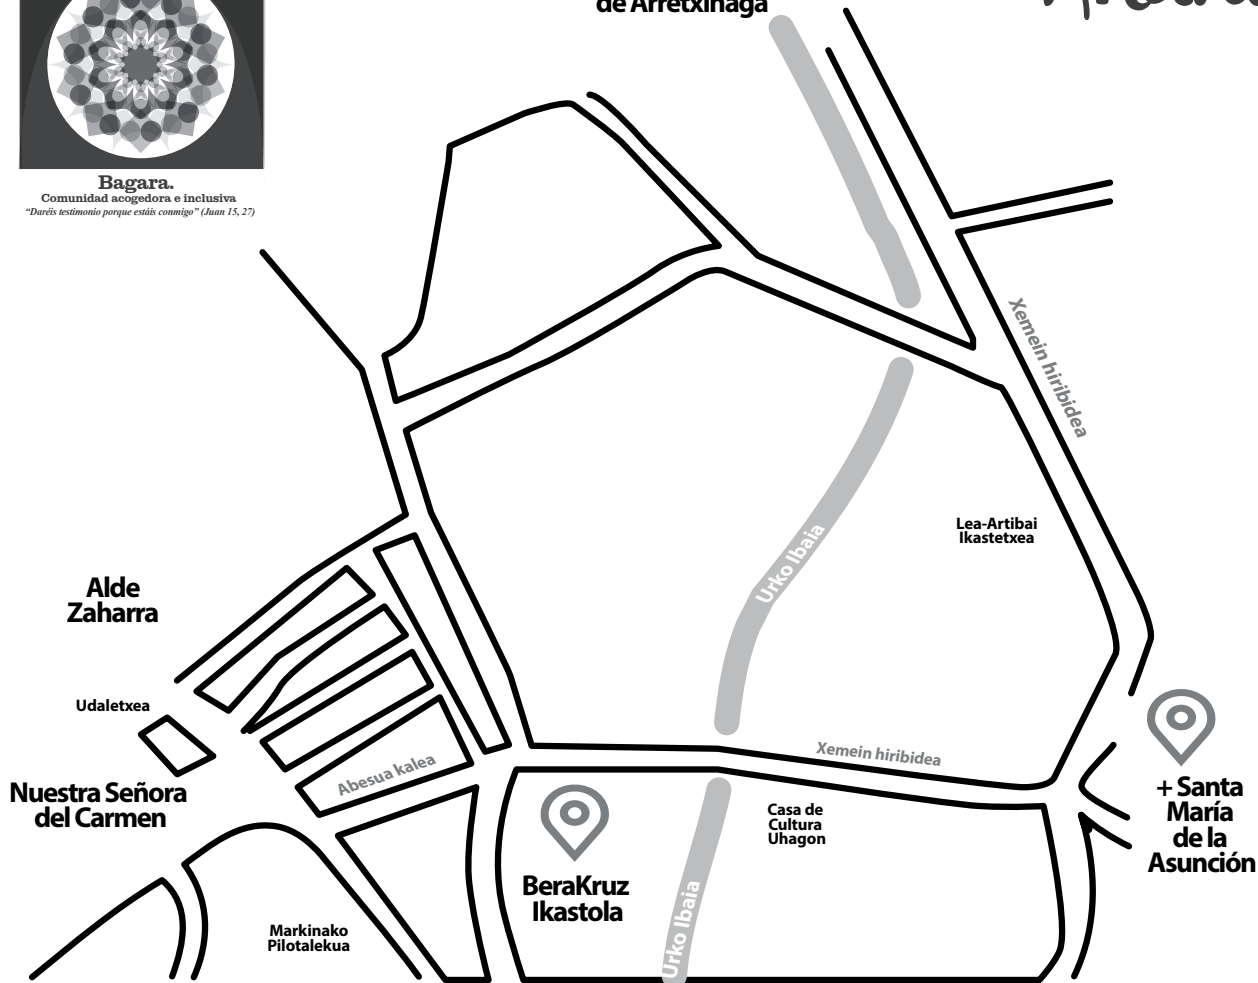 de Arretxinaga
Bagara.
Comunidad acogedora e inclusiva
“Daréis testimonio porque estáis conmigo” (Juan 15, 27)
Xemein hiribidea
Lea-Artibai
Ikastetxea
Urko Ibaia
Alde
Zaharra
Udaletxea
Abesua kalea
Xemein hiribidea
Nuestra Señora
del Carmen
Casa de
Cultura
Uhagon
+ Santa
María
de la
Asunción
BeraKruz
Ikastola
Urko Ibaia
Markinako
Pilotalekua